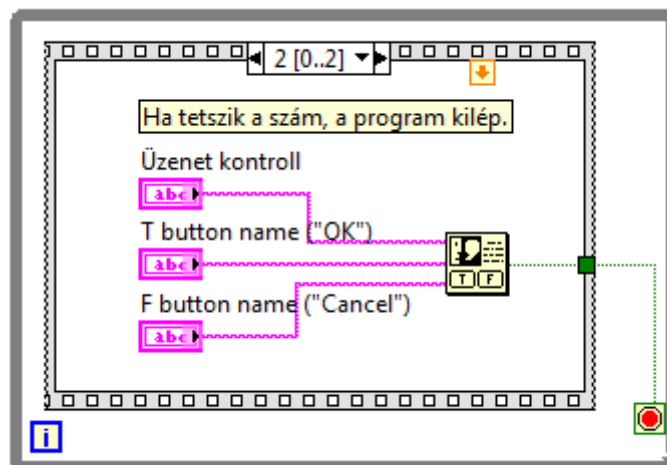 2 [0..2]
Ha tetszik a szám, a program kilép.
Üzenet kontroll
abc
T button name ("OK")
abc
T F
F button name ("Cancel")
abc
i